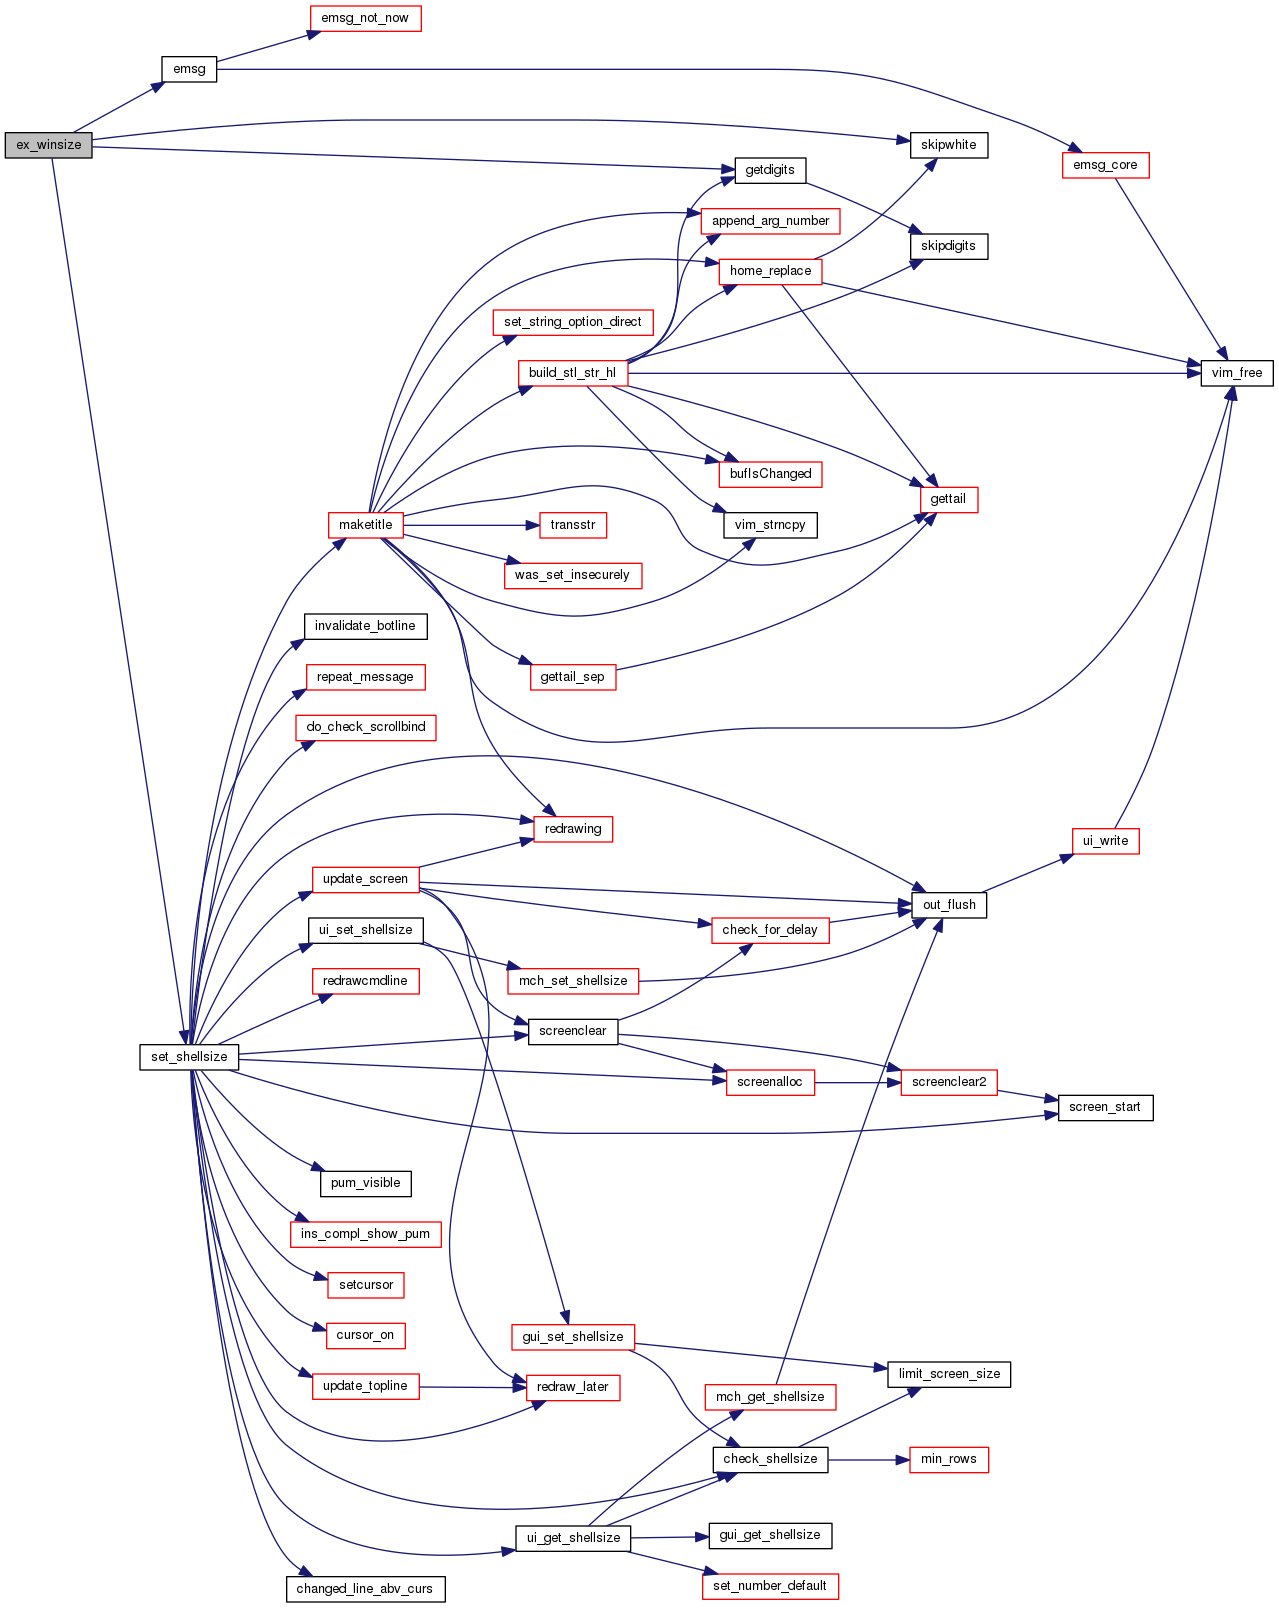 emsg_not_now
emsg
ex_winsize
skipwhite
emsg_core
getdigits
append_arg_number
skipdigits
home_replace
set_string_option_direct
build_stl_str_hl
vim_free
bufIsChanged
gettail
maketitle
transstr
vim_strncpy
was_set_insecurely
invalidate_botline
repeat_message
gettail_sep
do_check_scrollbind
redrawing
ui_write
update_screen
out_flush
ui_set_shellsize
check_for_delay
redrawcmdline
mch_set_shellsize
screenclear
set_shellsize
screenalloc
screenclear2
screen_start
pum_visible
ins_compl_show_pum
setcursor
cursor_on
gui_set_shellsize
limit_screen_size
update_topline
redraw_later
mch_get_shellsize
check_shellsize
min_rows
ui_get_shellsize
gui_get_shellsize
changed_line_abv_curs
set_number_default